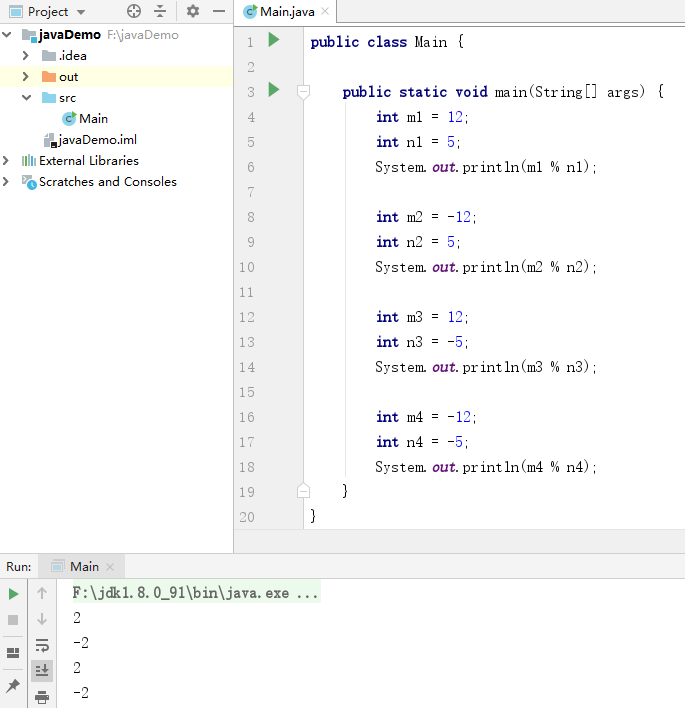 Project
javaDemo F:\javaDemo
.idea
out
src
Main
javaDemo.iml
External Libraries
Scratches and Consoles
Main.java
1 public class Main {
2
3 public static void main(String[] args) {
4 int m1 = 12;
5 int n1 = 5;
6 System.out.println(m1 % n1);
7
8 int m2 = -12;
9 int n2 = 5;
10 System.out.println(m2 % n2);
11
12 int m3 = 12;
13 int n3 = -5;
14 System.out.println(m3 % n3);
15
16 int m4 = -12;
17 int n4 = -5;
18 System.out.println(m4 % n4);
19 }
20 }
Run: Main
F:\jdk1.8.0_91\bin\java.exe ...
2
-2
2
-2